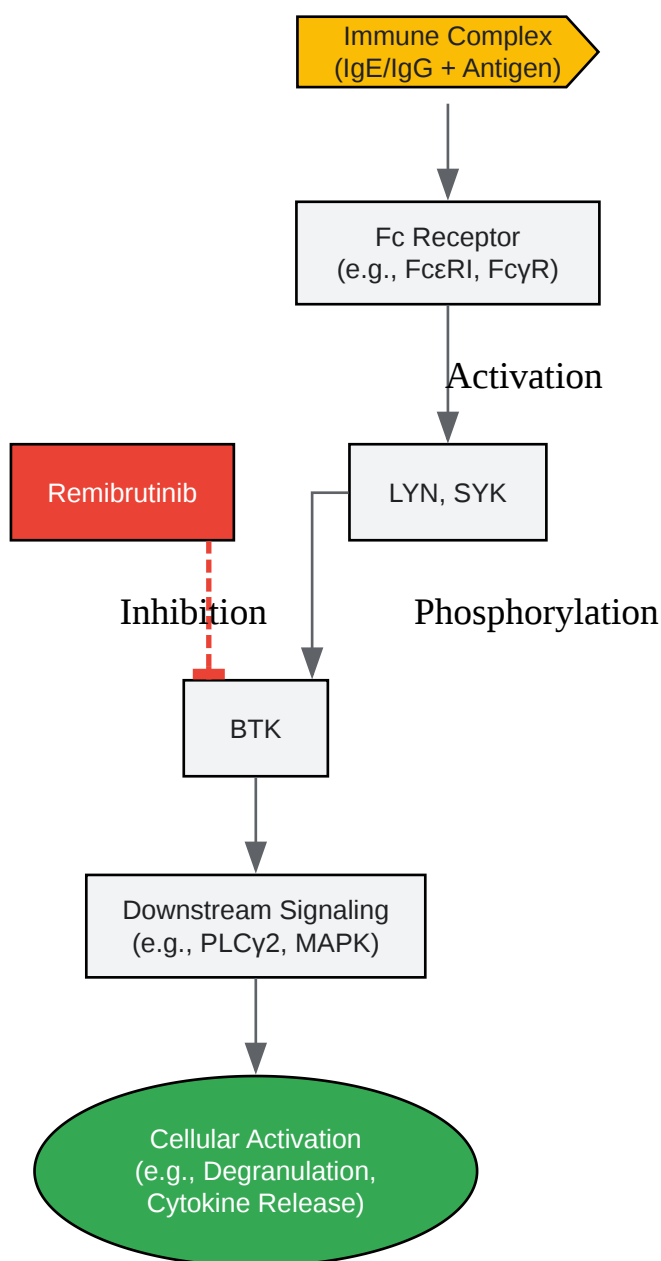 Immune Complex
(IgE/IgG + Antigen)
Fc Receptor
(e.g., FcεRI, FcγR)
Activation
Remibrutinib
LYN, SYK
Inhibition
Phosphorylation
BTK
Downstream Signaling
(e.g., PLCγ2, MAPK)
Cellular Activation
(e.g., Degranulation,
Cytokine Release)